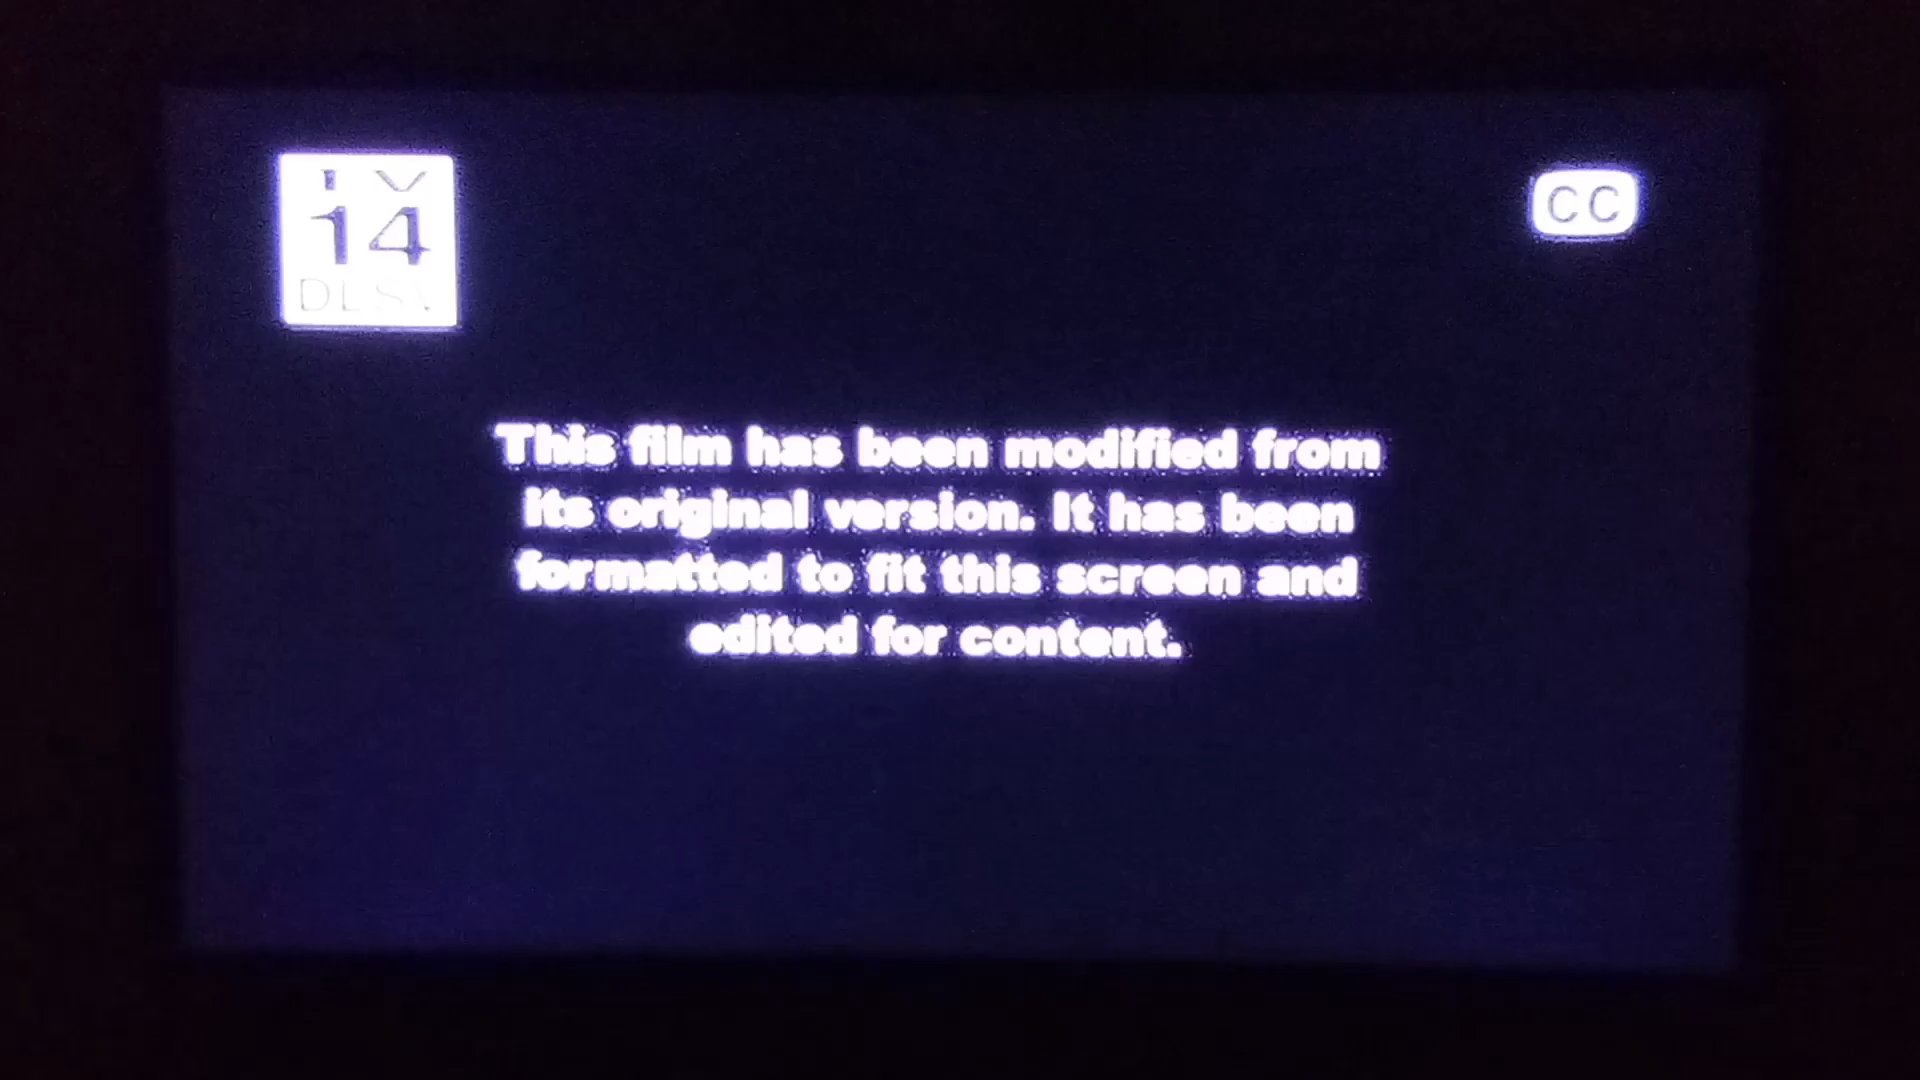 TV
14
DLSV
CC
This film has been modified from
its original version. It has been
formatted to fit this screen and
edited for content.